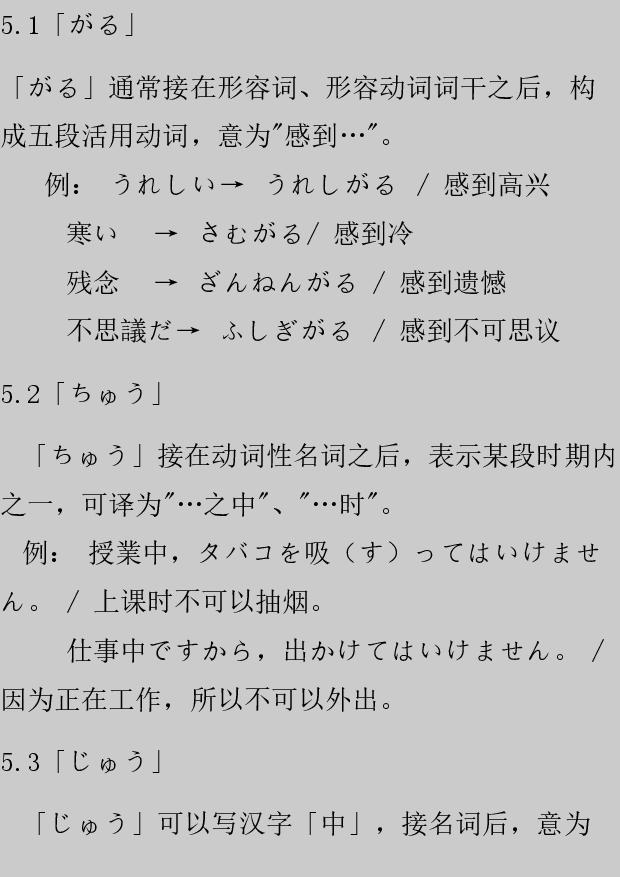 5.1「がる」
「がる」通常接在形容词、形容动词词干之后，构
成五段活用动词，意为"感到…"。
例： うれしい→ うれしがる / 感到高兴
寒い → さむがる/ 感到冷
残念 → ざんねんがる / 感到遗憾
不思議だ→ ふしぎがる / 感到不可思议
5.2「ちゅう」
「ちゅう」接在动词性名词之后，表示某段时期内
之一，可译为"…之中"、"…时"。
例： 授業中，タバコを吸（す）ってはいけませ
ん。 / 上课时不可以抽烟。
仕事中ですから，出かけてはいけません。 /
因为正在工作，所以不可以外出。
5.3「じゅう」
「じゅう」可以写汉字「中」，接名词后，意为